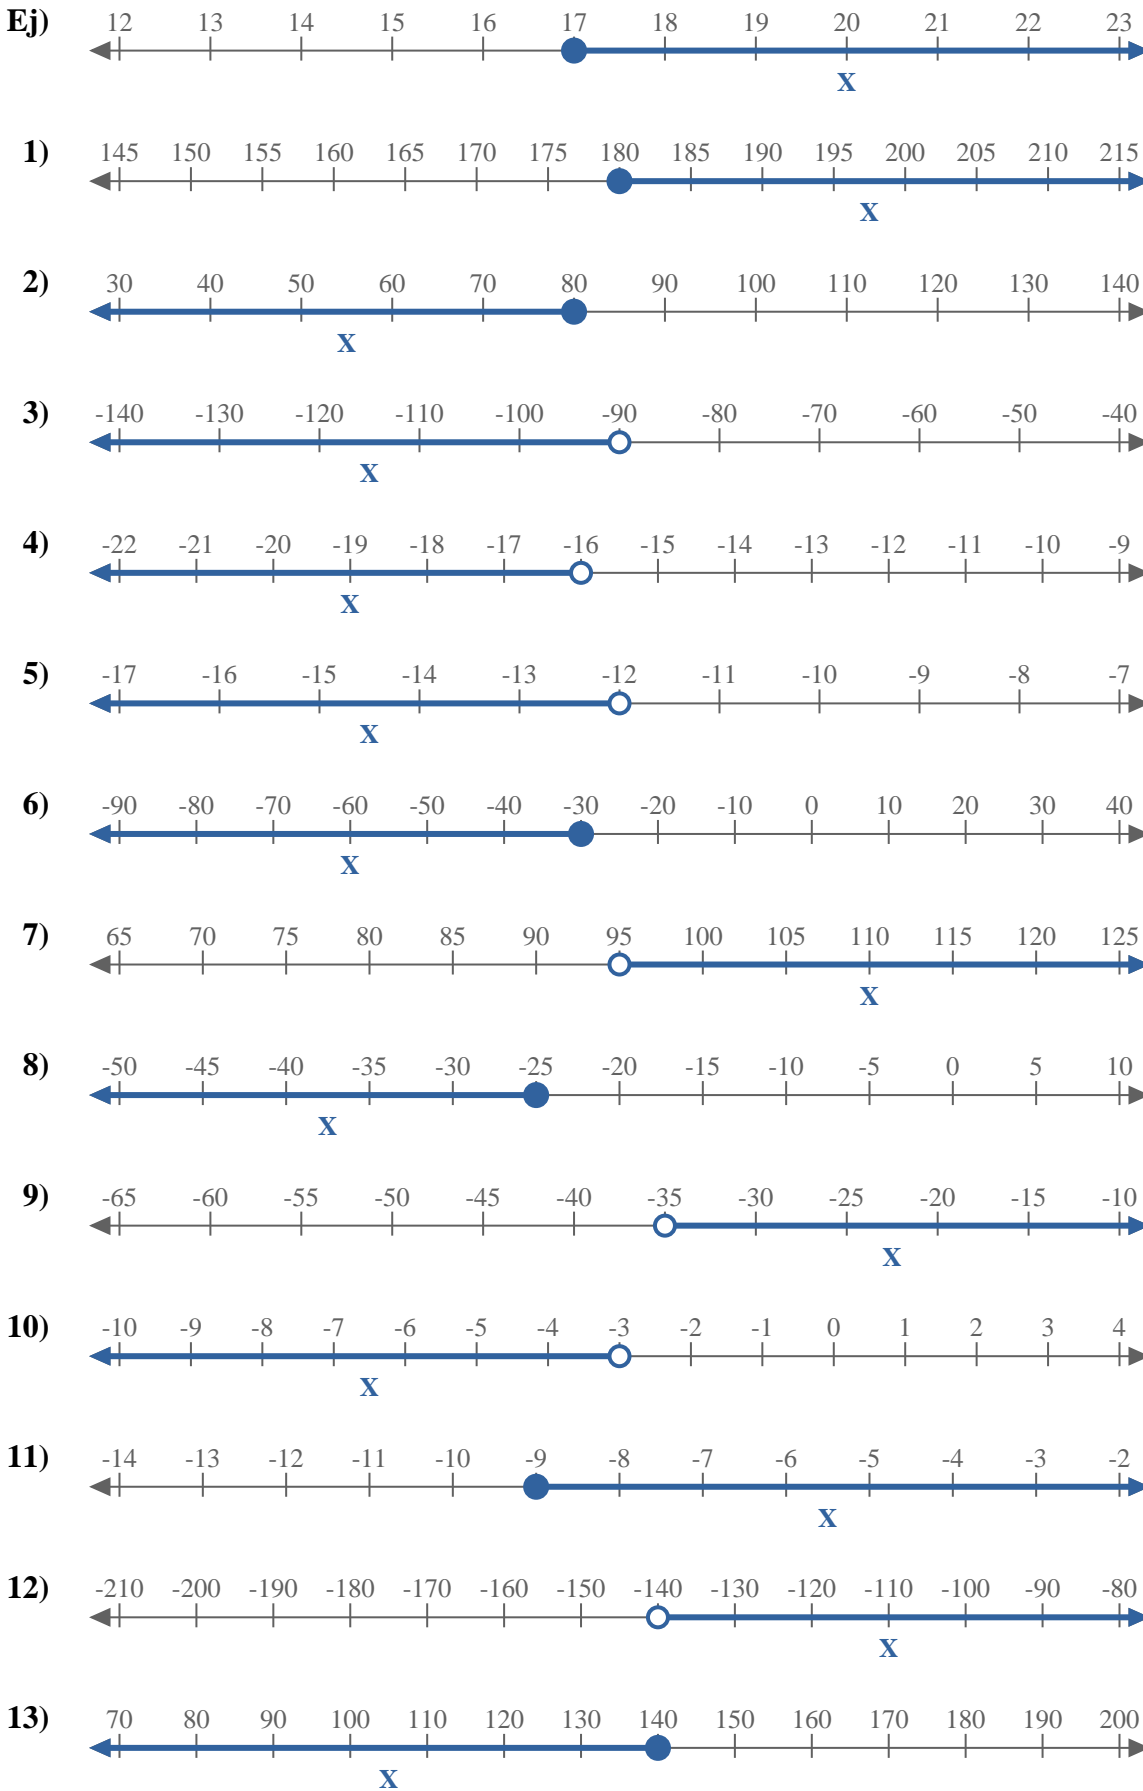 Ej) 12 13 14 15 16 17 18 19 20 21 22 23
X
1) 145 150 155 160 165 170 175 180 185 190 195 200 205 210 215
X
2) 30 40 50 60 70 80 90 100 110 120 130 140
X
3) -140 -130 -120 -110 -100 -90 -80 -70 -60 -50 -40
X
4) -22 -21 -20 -19 -18 -17 -16 -15 -14 -13 -12 -11 -10 -9
X
5) -17 -16 -15 -14 -13 -12 -11 -10 -9 -8 -7
X
6) -90 -80 -70 -60 -50 -40 -30 -20 -10 0 10 20 30 40
X
7) 65 70 75 80 85 90 95 100 105 110 115 120 125
X
8) -50 -45 -40 -35 -30 -25 -20 -15 -10 -5 0 5 10
X
9) -65 -60 -55 -50 -45 -40 -35 -30 -25 -20 -15 -10
X
10) -10 -9 -8 -7 -6 -5 -4 -3 -2 -1 0 1 2 3 4
X
11) -14 -13 -12 -11 -10 -9 -8 -7 -6 -5 -4 -3 -2
X
12) -210 -200 -190 -180 -170 -160 -150 -140 -130 -120 -110 -100 -90 -80
X
13) 70 80 90 100 110 120 130 140 150 160 170 180 190 200
X